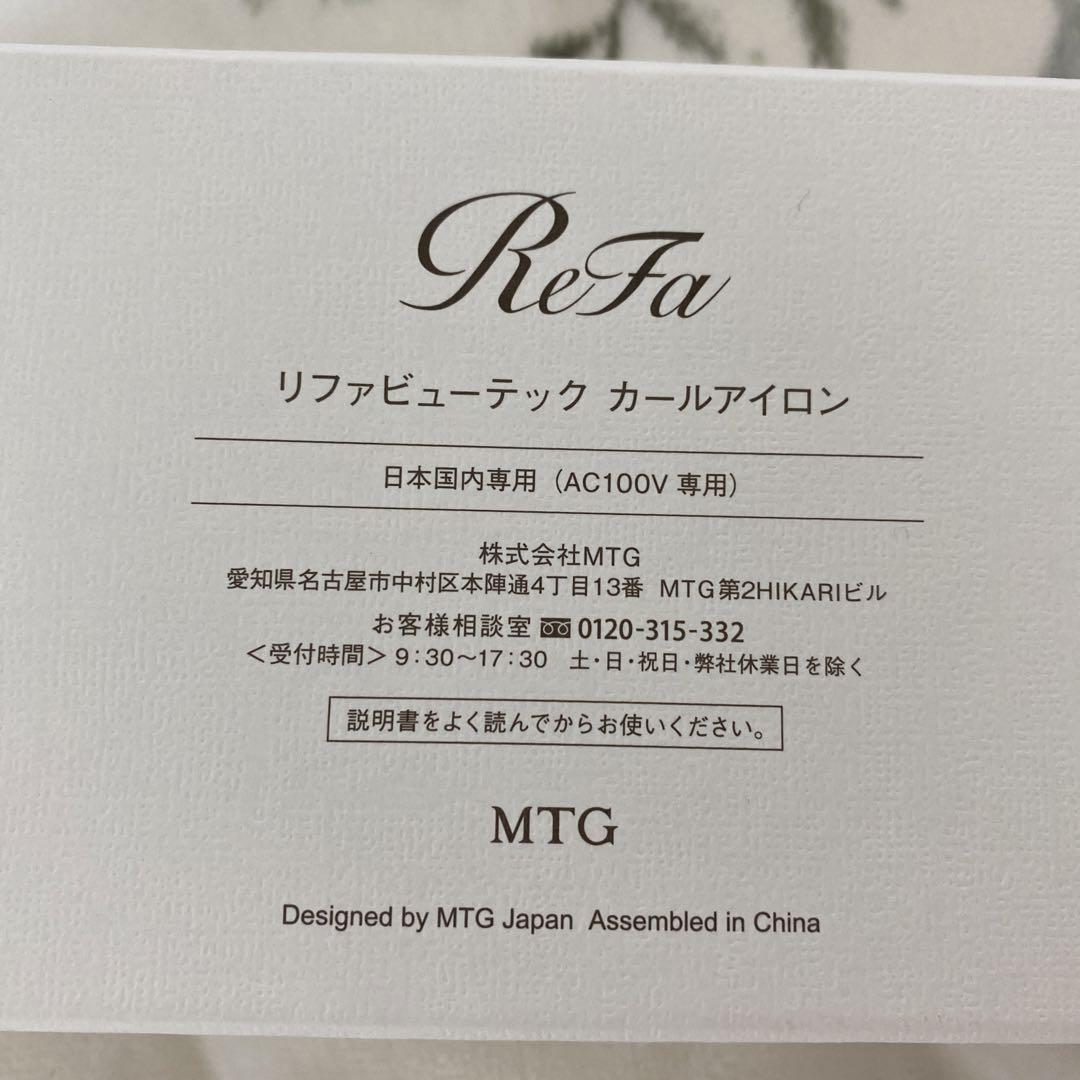 ReFa
リファビューテック カールアイロン
日本国内専用（AC100V 専用）
株式会社MTG
愛知県名古屋市中村区本陣通4丁目13番 MTG第2HIKARIビル
お客様相談室 0120-315-332
＜受付時間＞9:30～17:30 土・日・祝日・弊社休業日を除く
説明書をよく読んでからお使いください。
MTG
Designed by MTG Japan Assembled in China